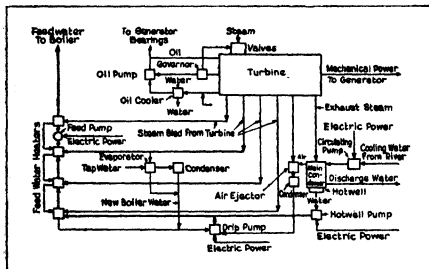 Feedwater
To Boiler
To Generator
Bearings
Steam
Oil
Valves
Governor
Oil Pump
Water
Turbine
Mechanical Power
To Generator
Oil Cooler
Water
Exhaust Steam
Feed Pump
Steam Bled From Turbine
Electric Power
Electric Power
Circulating
Pump
Cooling Water
From River
Feed Water Heaters
Evaporator
Tap Water
Condenser
Air
Main
Con-
denser
Air Ejector
Condenser
Discharge Water
Hotwell
New Boiler Water
Water
Hotwell Pump
Drip Pump
Electric Power
Electric Power